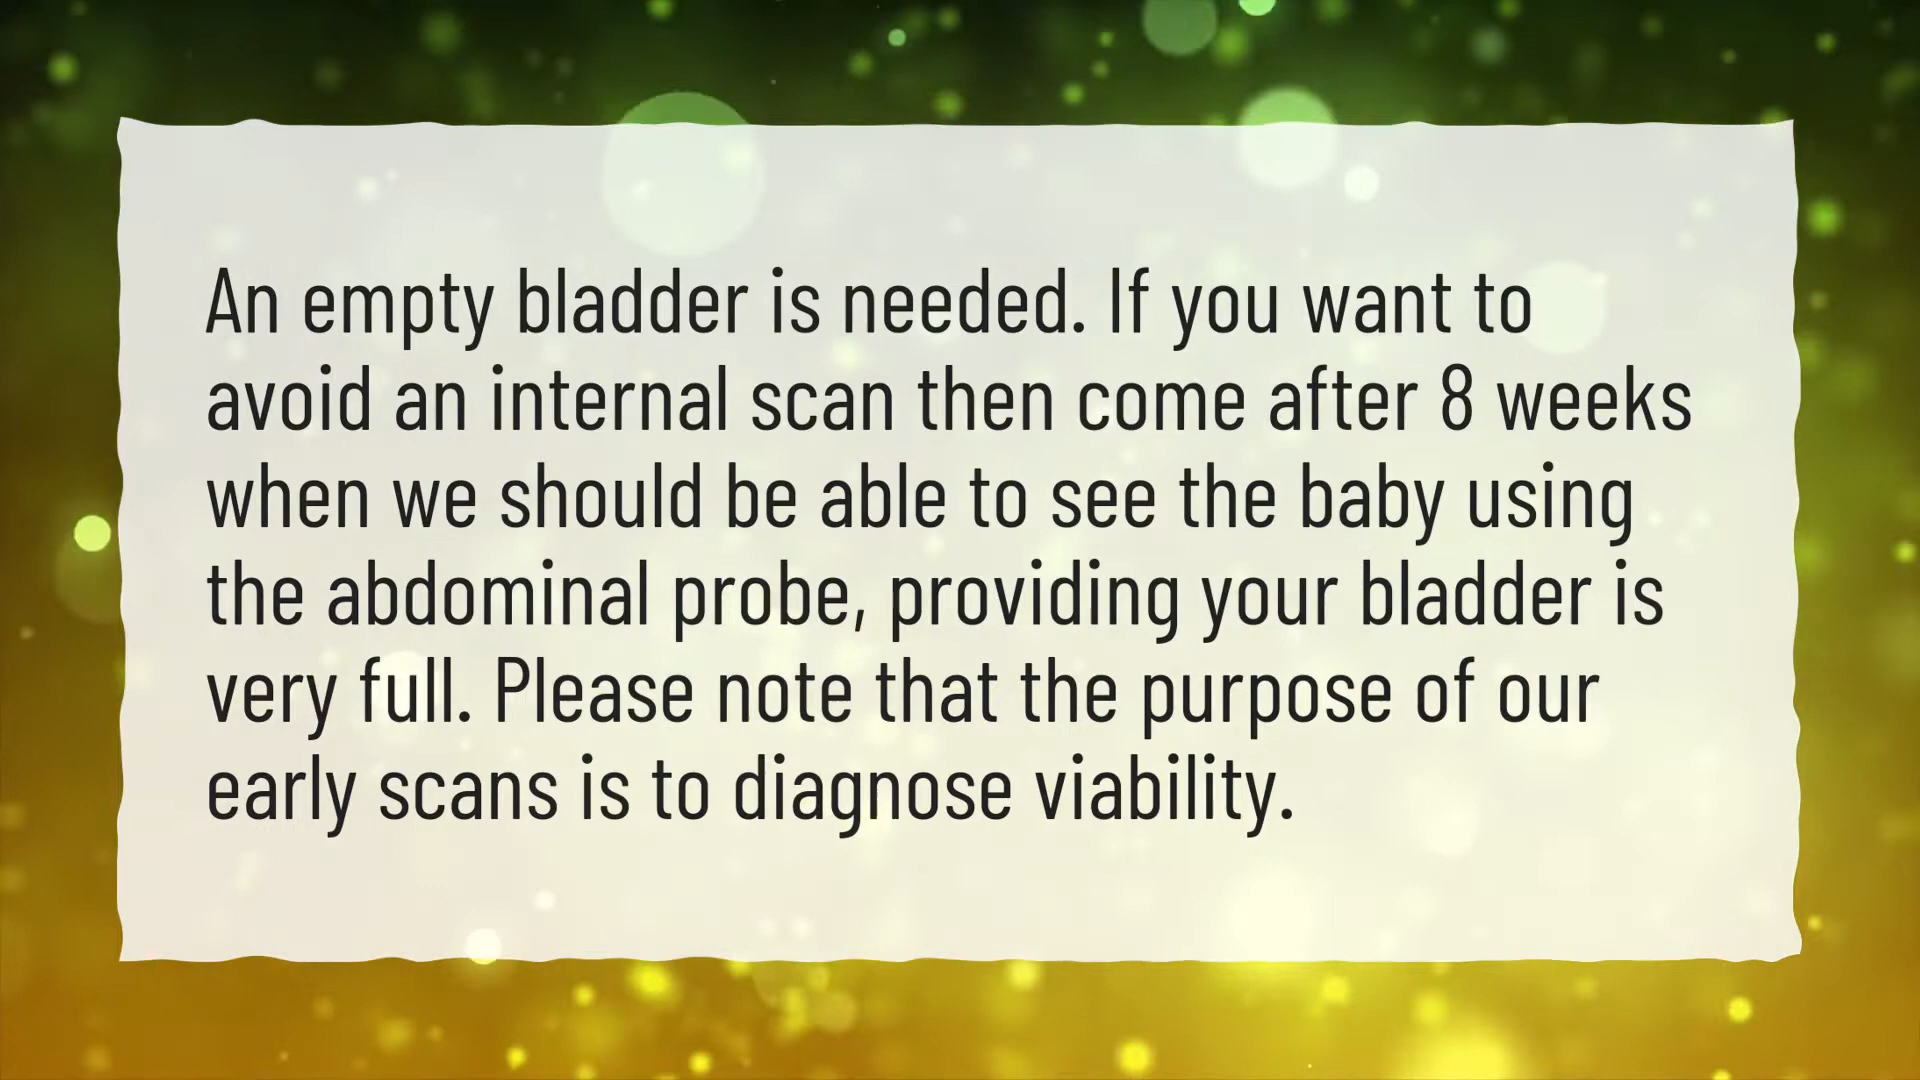 An empty bladder is needed. If you want to
avoid an internal scan then come after 8 weeks
when we should be able to see the baby using
the abdominal probe, providing your bladder is
very full. Please note that the purpose of our
early scans is to diagnose viability.